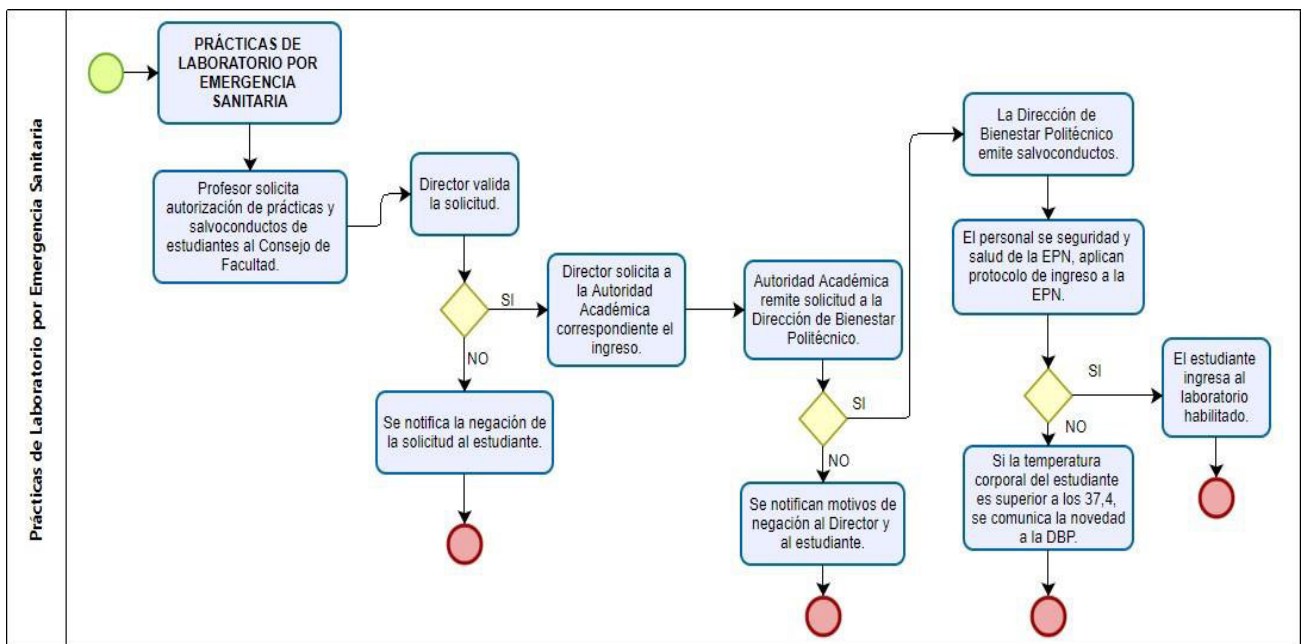 Prácticas de Laboratorio por Emergencia Sanitaria
PRÁCTICAS DE
LABORATORIO POR
EMERGENCIA
SANITARIA
Profesor solicita
autorización de prácticas y
salvoconductos de
estudiantes al Consejo de
Facultad.
Director valida
la solicitud.
SI
NO
Se notifica la negación de
la solicitud al estudiante.
Director solicita a
la Autoridad
Académica
correspondiente el
ingreso.
Autoridad Académica
remite solicitud a la
Dirección de Bienestar
Politécnico.
SI
NO
Se notifican motivos de
negación al Director y
al estudiante.
La Dirección de
Bienestar Politécnico
emite salvoconductos.
El personal se seguridad y
salud de la EPN, aplican
protocolo de ingreso a la
EPN.
SI
NO
El estudiante
ingresa al
laboratorio
habilitado.
Si la temperatura
corporal del estudiante
es superior a los 37,4,
se comunica la novedad
a la DBP.